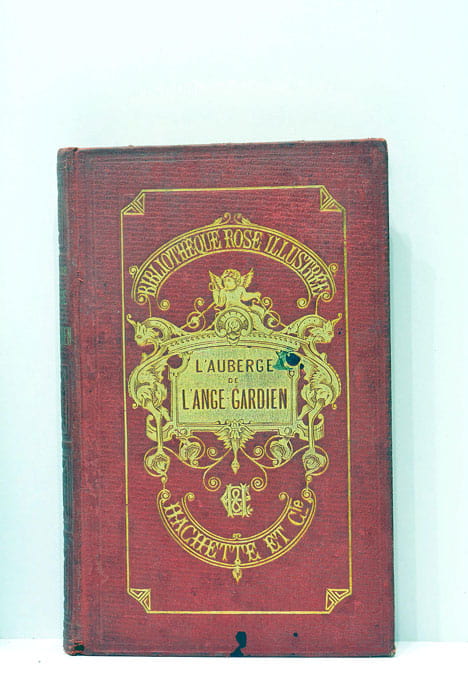 BIBLIOTHÈQUE ROSE ILLUSTRÉE
L'AUBERGE
DE
L'ANGE-GARDIEN
H&C
HACHETTE ET Cie